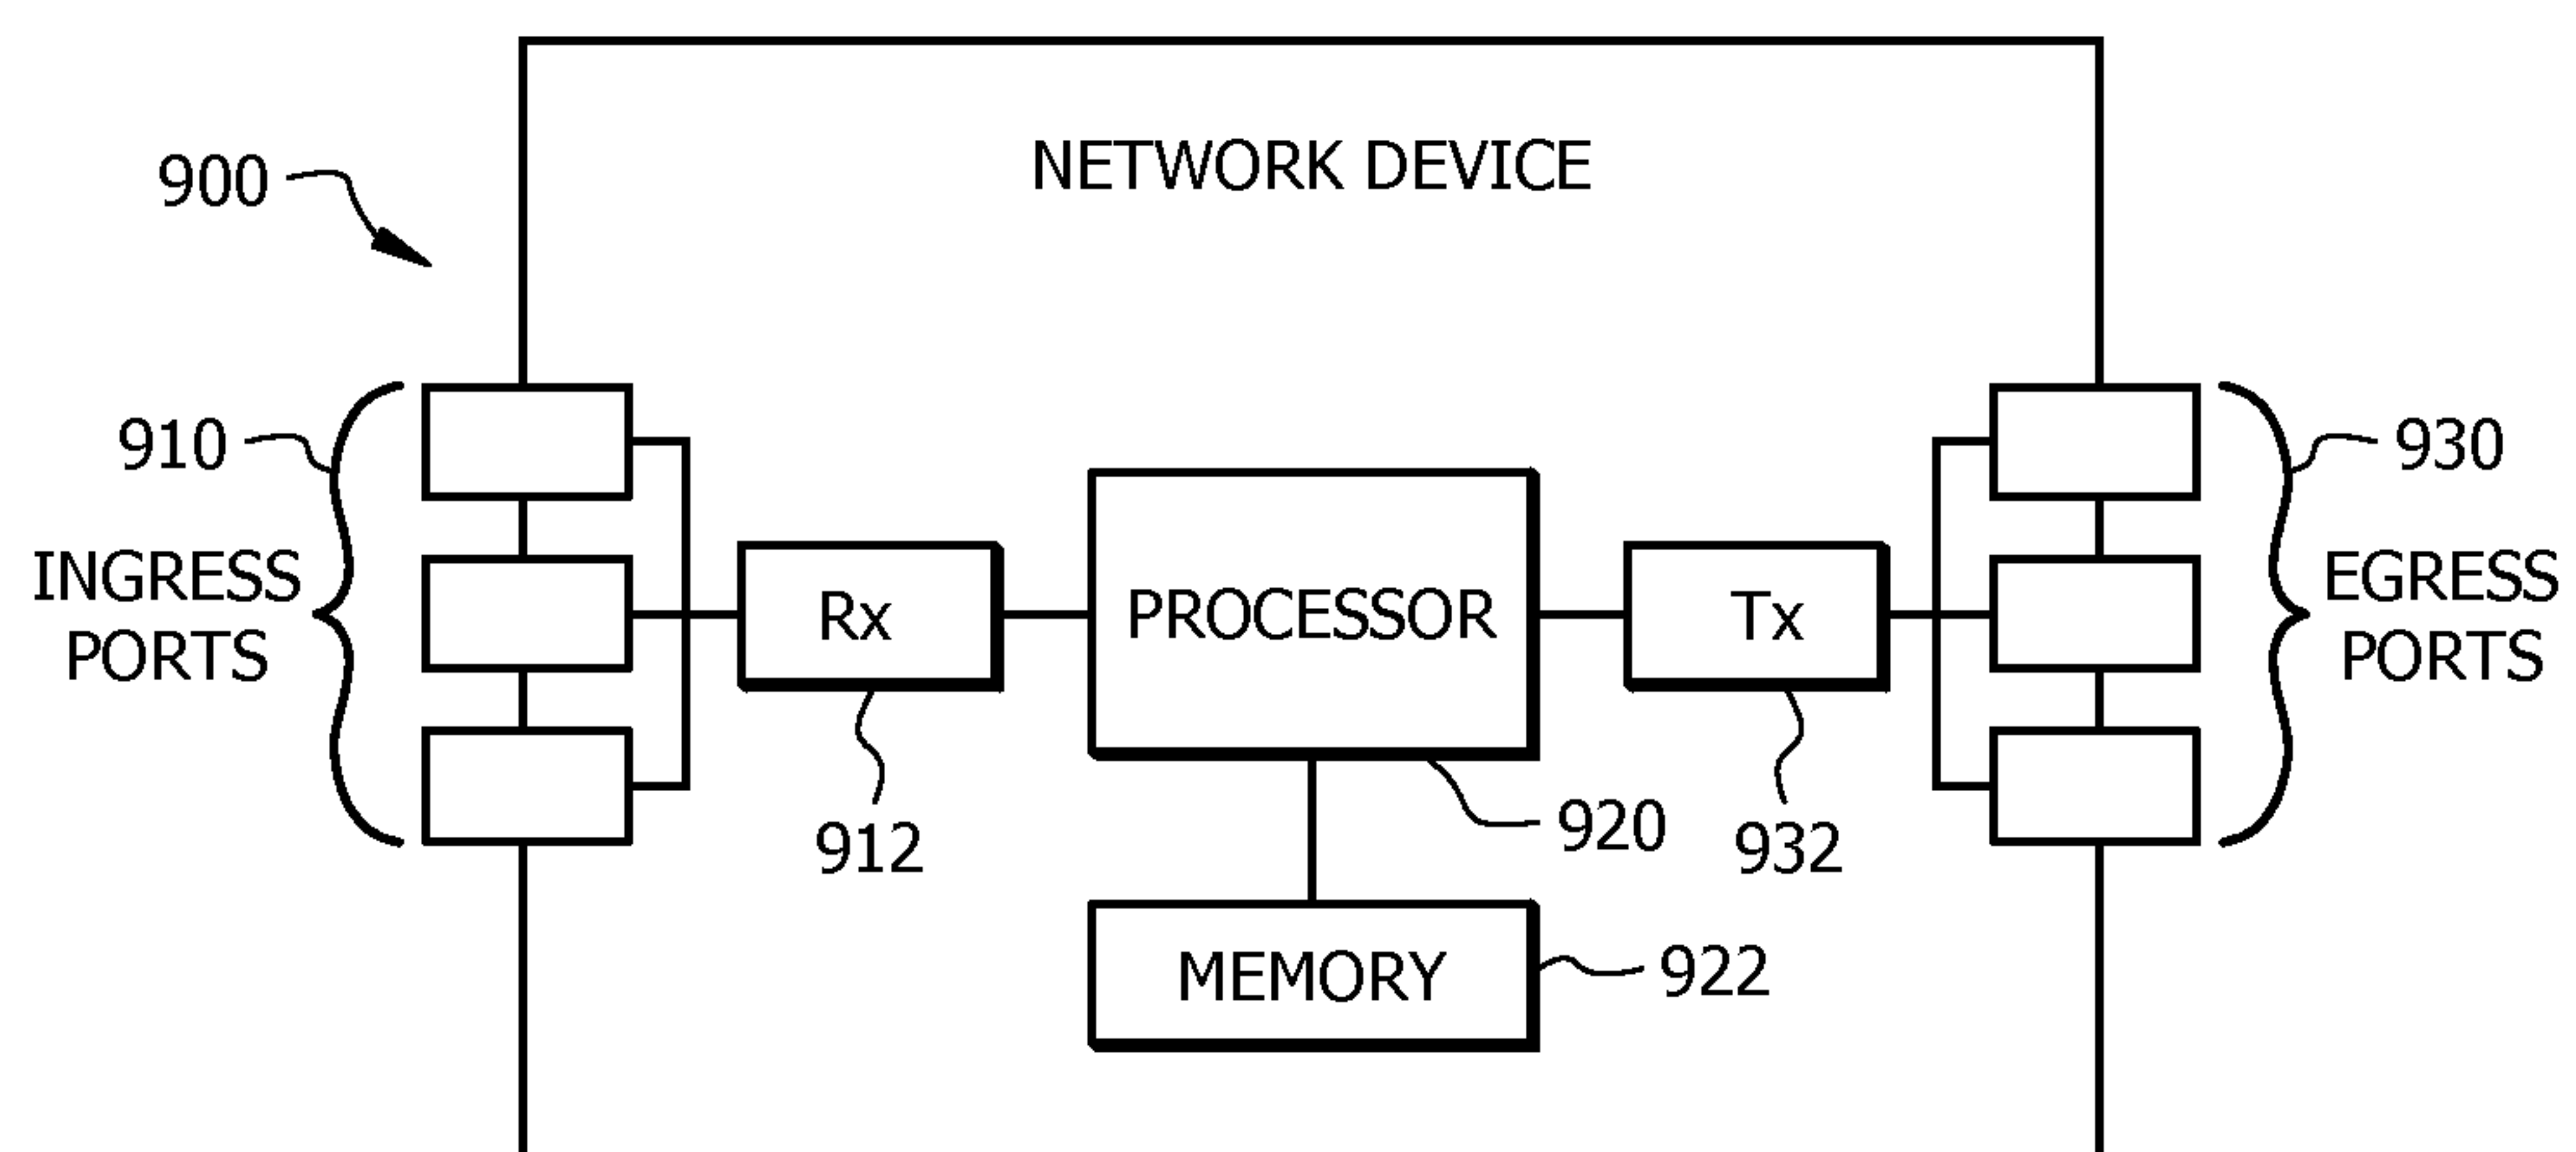 NETWORK DEVICE
900
910
930
INGRESS
PORTS
Rx
PROCESSOR
Tx
EGRESS
PORTS
912
920
932
MEMORY
922